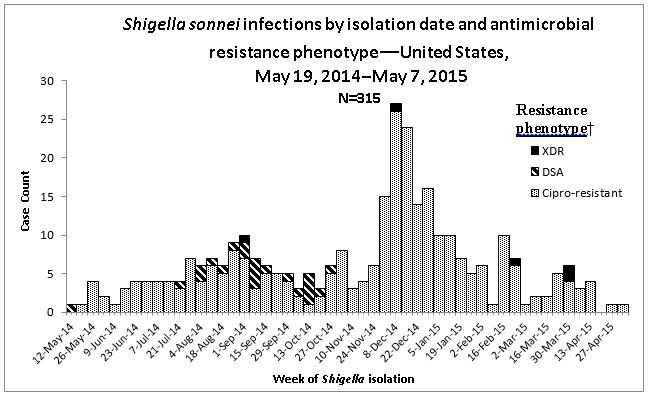 Shigella sonnei infections by isolation date and antimicrobial
resistance phenotype—United States,
May 19, 2014–May 7, 2015
N=315
Resistance
phenotype†
XDR
DSA
Cipro-resistant
Case Count
30
25
20
15
10
5
0
12-May-14
26-May-14
9-Jun-14
23-Jun-14
7-Jul-14
21-Jul-14
4-Aug-14
18-Aug-14
1-Sep-14
15-Sep-14
29-Sep-14
13-Oct-14
27-Oct-14
10-Nov-14
24-Nov-14
8-Dec-14
22-Dec-14
5-Jan-15
19-Jan-15
2-Feb-15
16-Feb-15
2-Mar-15
16-Mar-15
30-Mar-15
13-Apr-15
27-Apr-15
Week of Shigella isolation